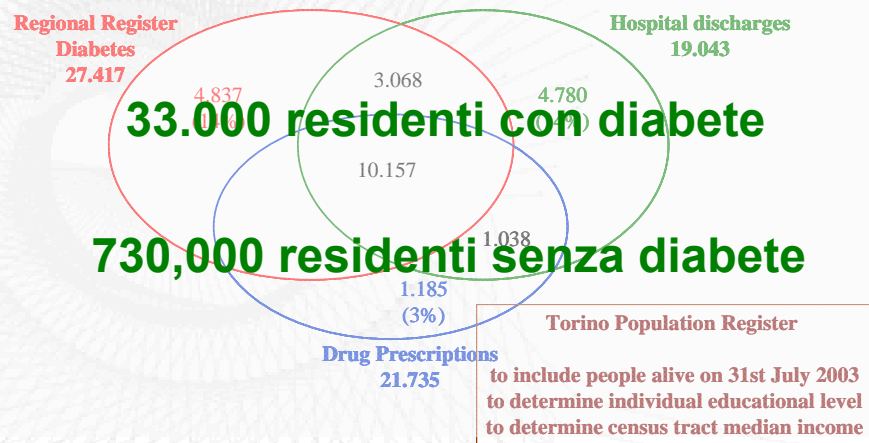 Regional Register
Diabetes
27.417
Hospital discharges
19.043
3.068
4.837
4.780
33.000 residenti con diabete
10.157
1.038
730,000 residenti senza diabete
1.185
(3%)
Drug Prescriptions
21.735
Torino Population Register
to include people alive on 31st July 2003
to determine individual educational level
to determine census tract median income